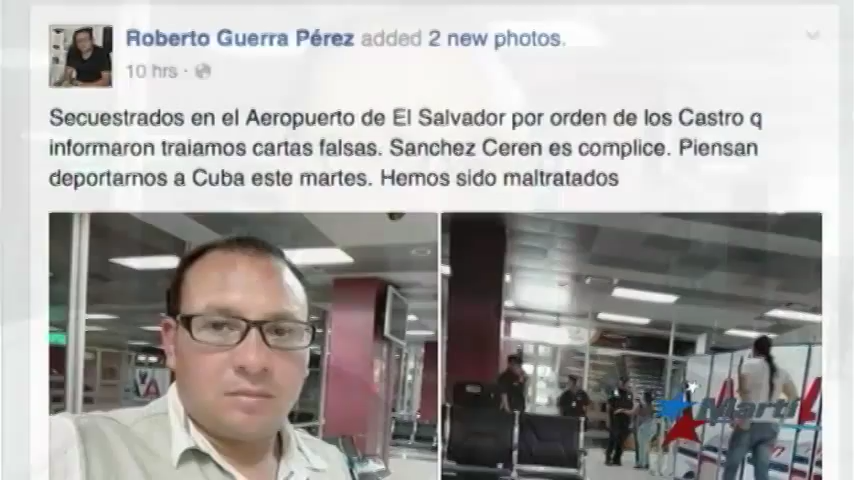 Roberto Guerra Pérez added 2 new photos.
10 hrs ·
Secuestrados en el Aeropuerto de El Salvador por orden de los Castro q
informaron traiamos cartas falsas. Sanchez Ceren es complice. Piensan
deportarnos a Cuba este martes. Hemos sido maltratados
Martí